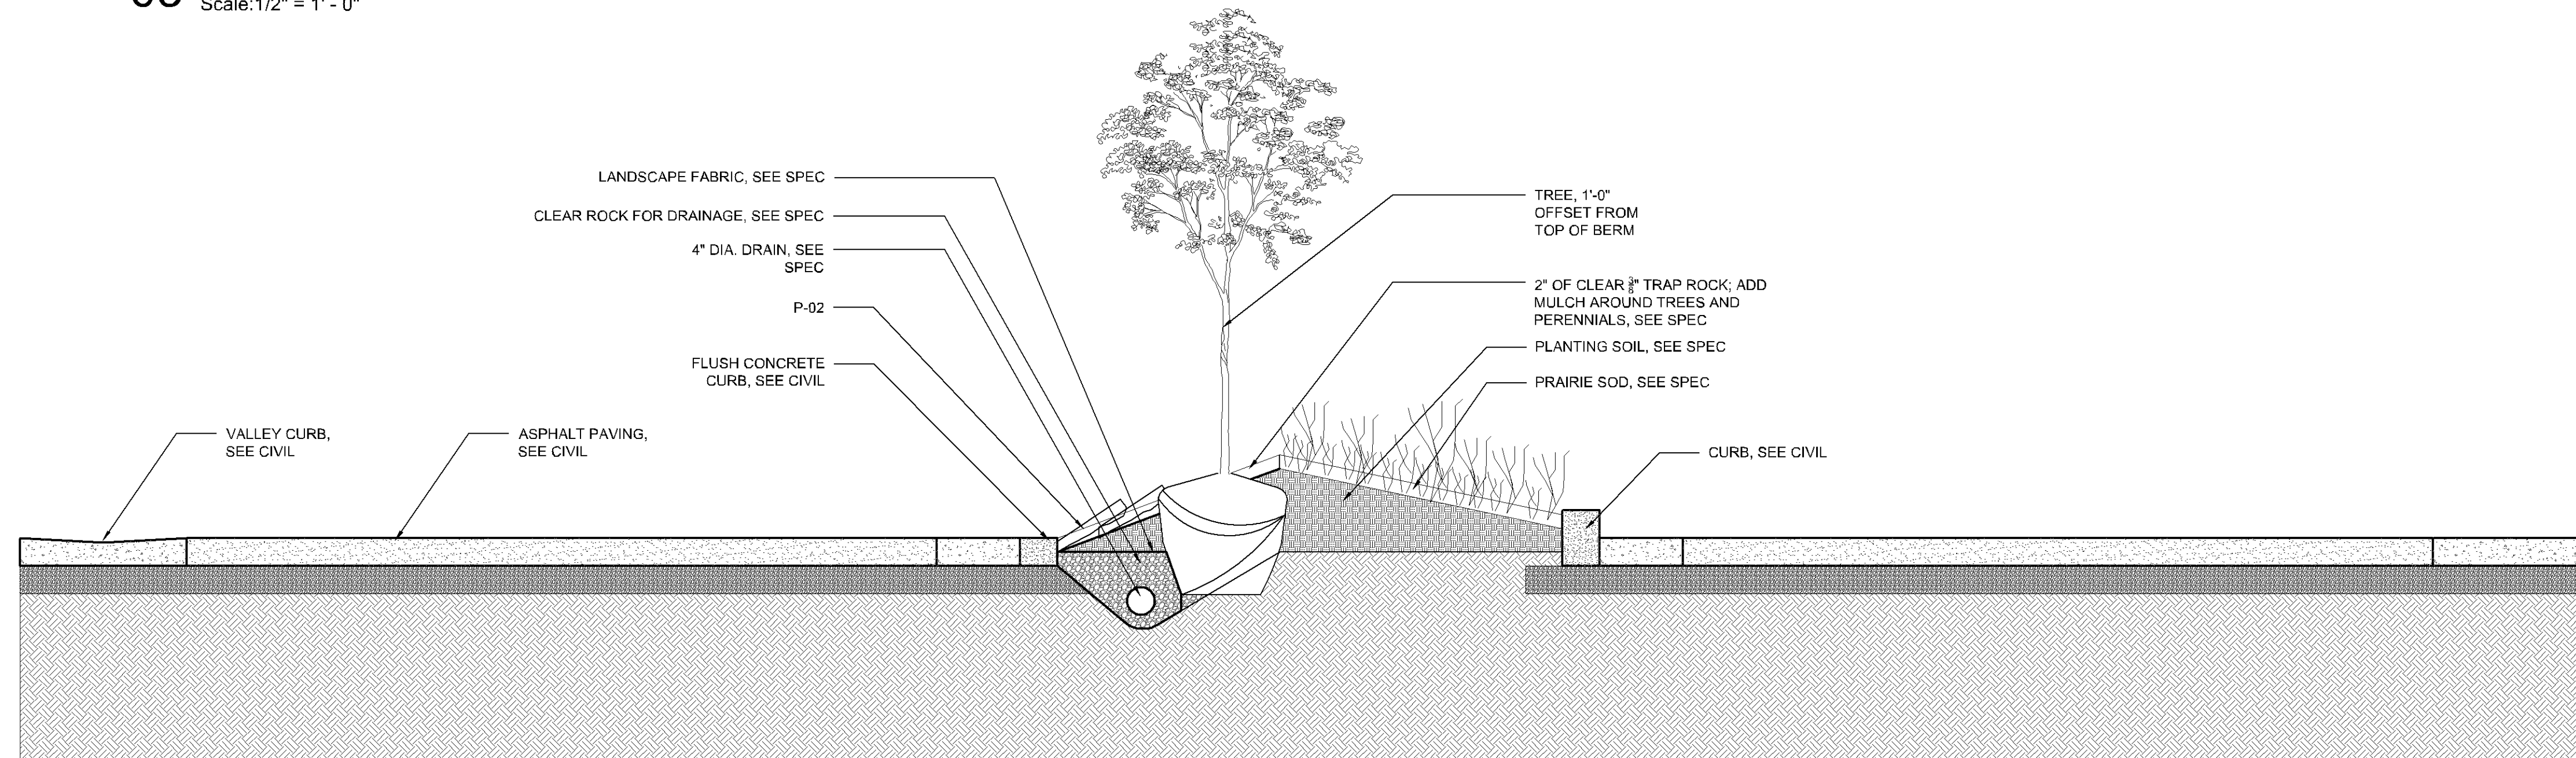 Scale:1/2" = 1' - 0"
LANDSCAPE FABRIC, SEE SPEC
CLEAR ROCK FOR DRAINAGE, SEE SPEC
4" DIA. DRAIN, SEE
SPEC
P-02
FLUSH CONCRETE
CURB, SEE CIVIL
VALLEY CURB,
SEE CIVIL
ASPHALT PAVING,
SEE CIVIL
TREE, 1'-0"
OFFSET FROM
TOP OF BERM
2" OF CLEAR ⅜" TRAP ROCK; ADD
MULCH AROUND TREES AND
PERENNIALS, SEE SPEC
PLANTING SOIL, SEE SPEC
PRAIRIE SOD, SEE SPEC
CURB, SEE CIVIL